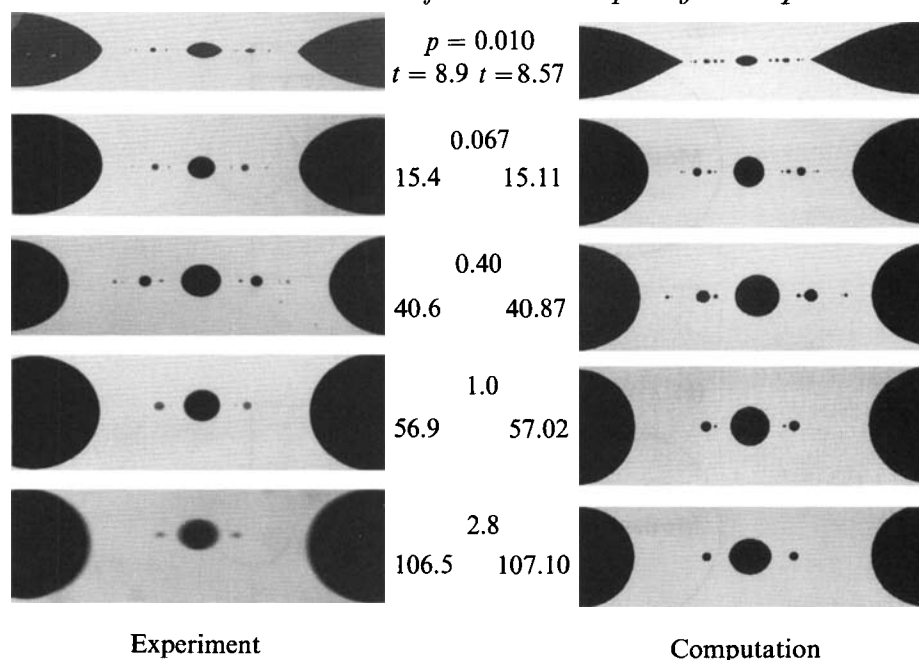 p = 0.010
t = 8.9 t = 8.57
0.067
15.4 15.11
0.40
40.6 40.87
1.0
56.9 57.02
2.8
106.5 107.10
Experiment Computation